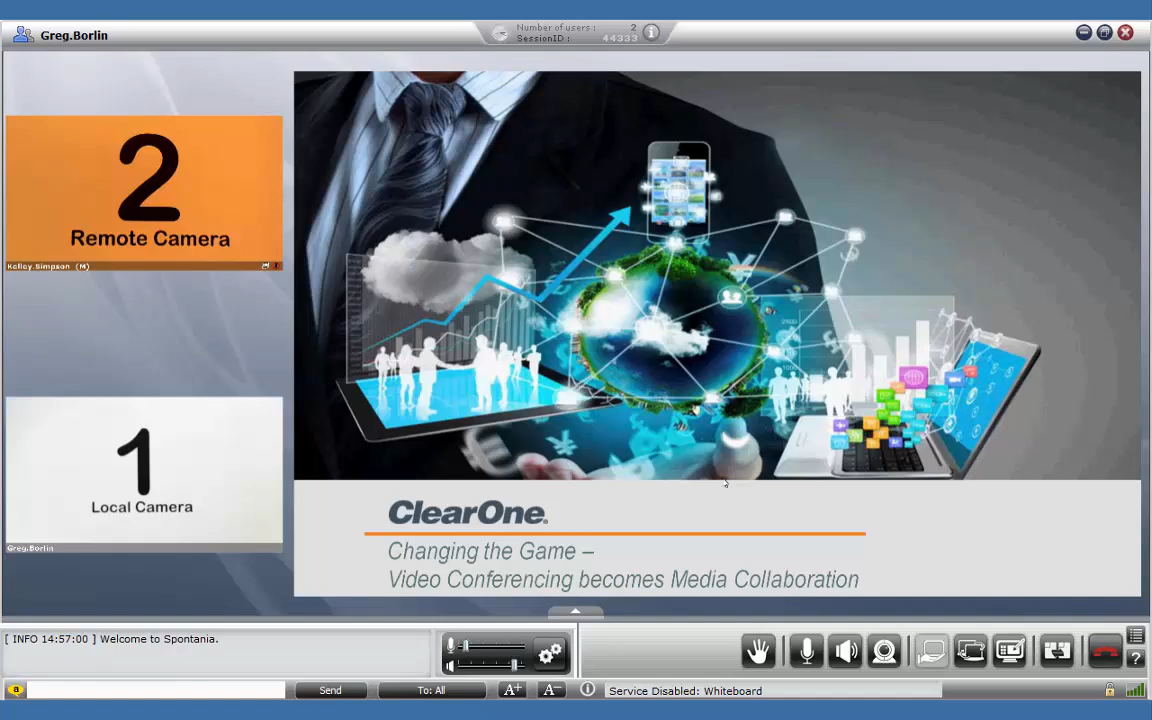 Greg.Borlin
Number of users : 2
SessionID : 44333
2
Remote Camera
Kelley.Simpson (M)
1
Local Camera
Greg.Borlin
ClearOne.
Changing the Game –
Video Conferencing becomes Media Collaboration
[ INFO 14:57:00 ] Welcome to Spontania.
Send
To: All
A+
A-
Service Disabled: Whiteboard